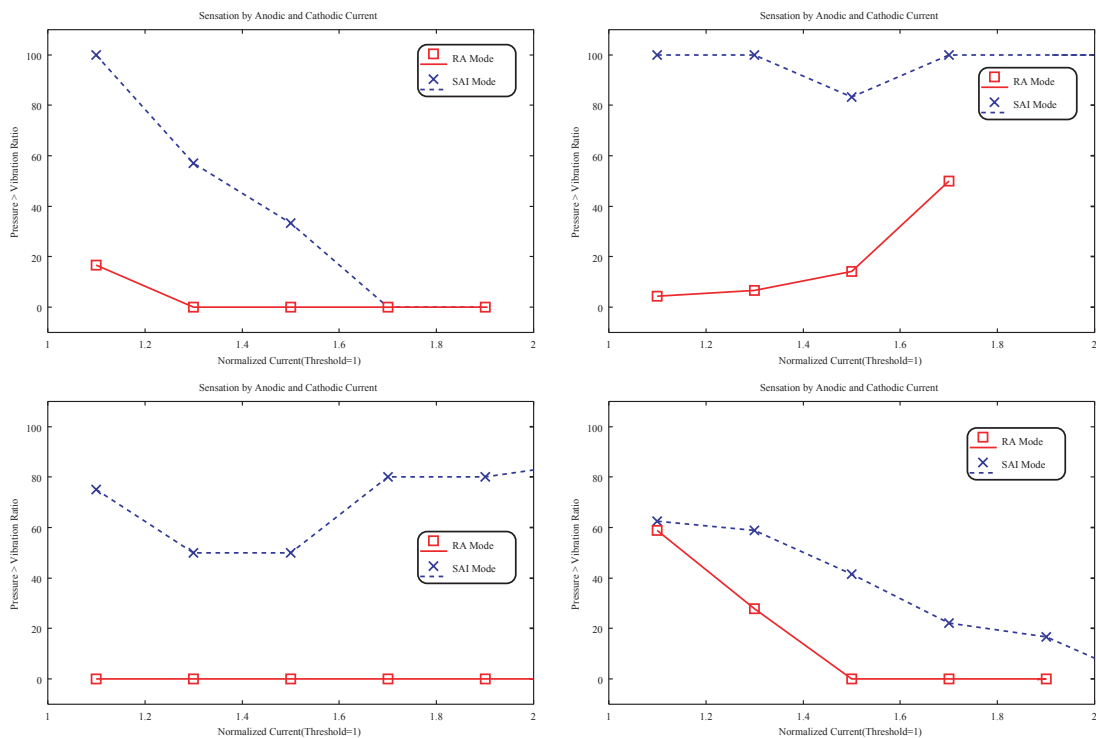 Sensation by Anodic and Cathodic Current
Pressure > Vibration Ratio
100
80
60
40
20
0
RA Mode
SAI Mode
1
1.2
1.4
1.6
1.8
2
Normalized Current(Threshold=1)
Sensation by Anodic and Cathodic Current
Pressure > Vibration Ratio
100
80
60
40
20
0
RA Mode
SAI Mode
1
1.2
1.4
1.6
1.8
2
Normalized Current(Threshold=1)
Sensation by Anodic and Cathodic Current
Pressure > Vibration Ratio
100
80
60
40
20
0
RA Mode
SAI Mode
1
1.2
1.4
1.6
1.8
2
Normalized Current(Threshold=1)
Sensation by Anodic and Cathodic Current
Pressure > Vibration Ratio
100
80
60
40
20
0
RA Mode
SAI Mode
1
1.2
1.4
1.6
1.8
2
Normalized Current(Threshold=1)